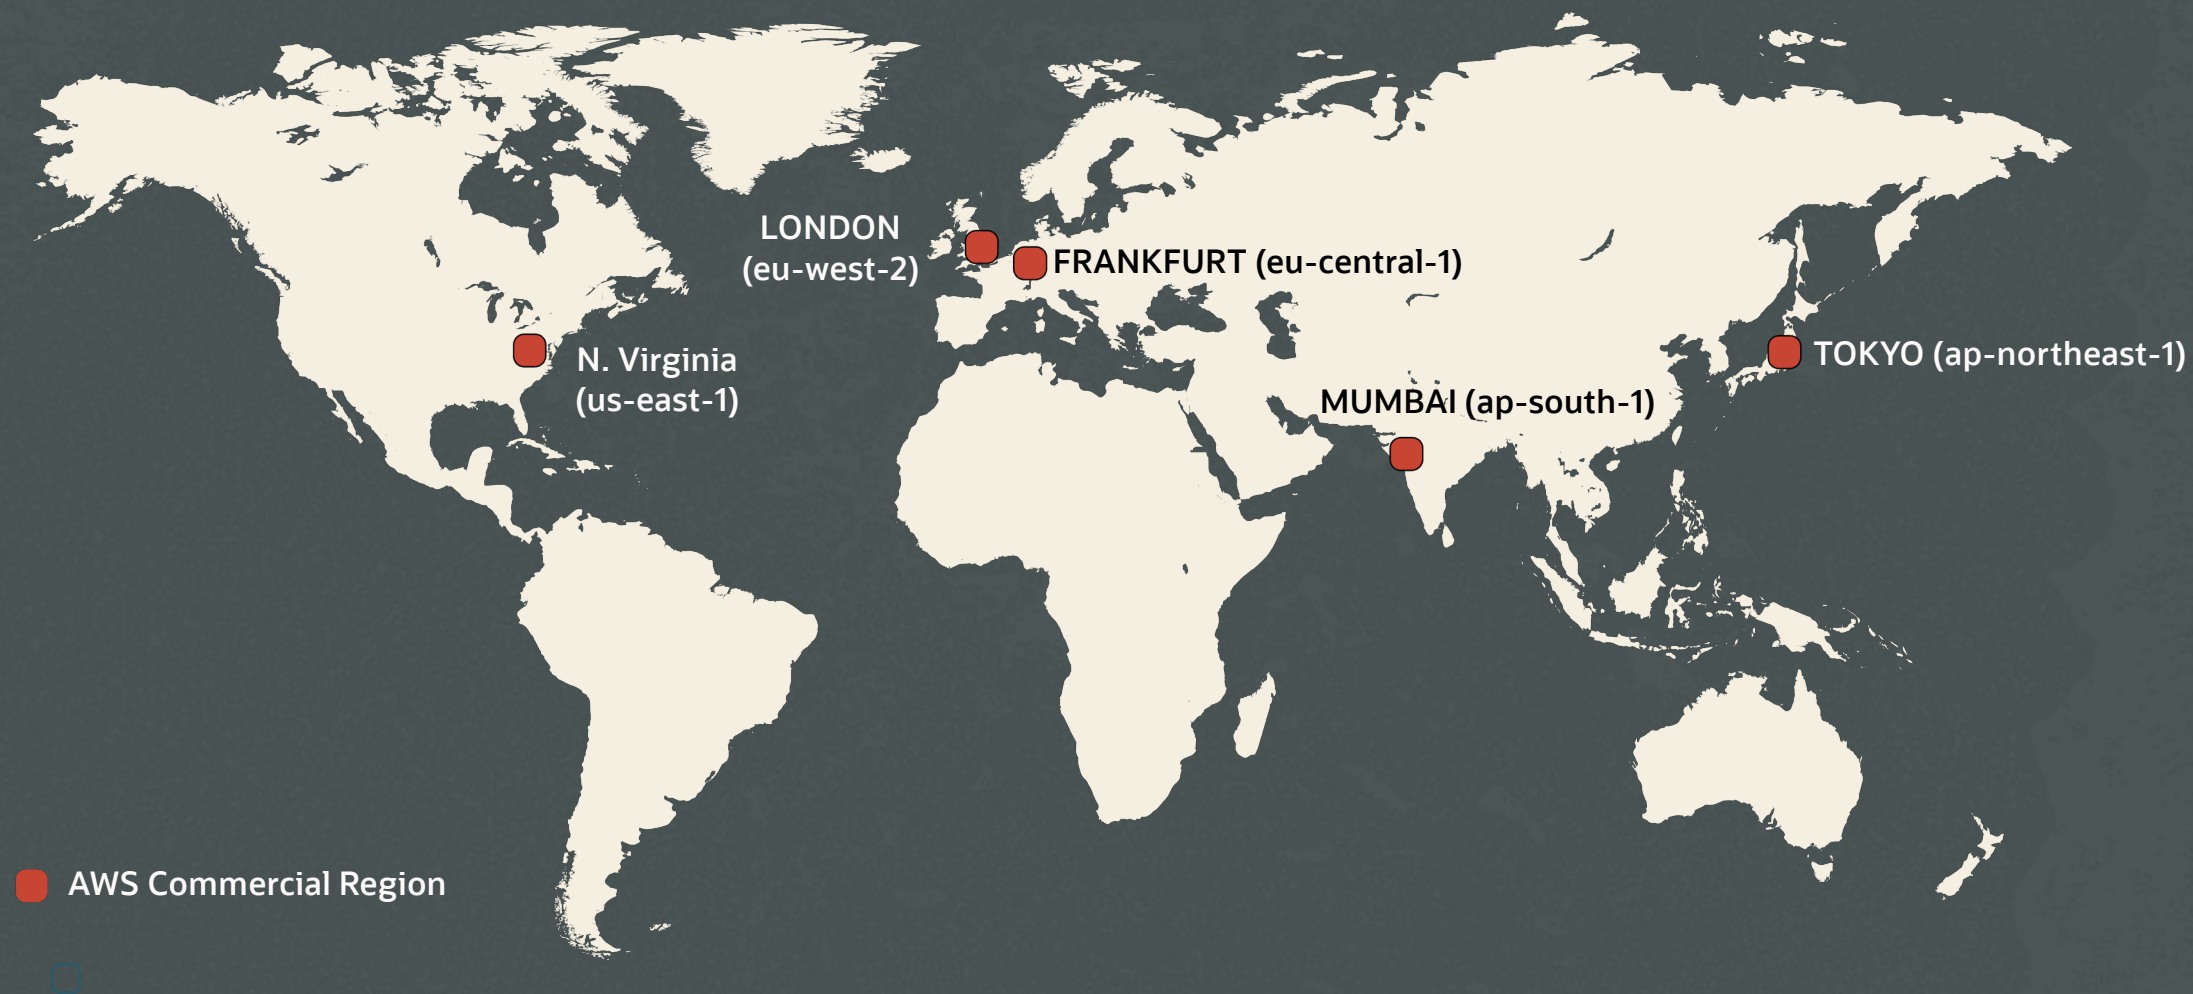 LONDON
(eu-west-2)
FRANKFURT (eu-central-1)
N. Virginia
(us-east-1)
TOKYO (ap-northeast-1)
MUMBAI (ap-south-1)
AWS Commercial Region